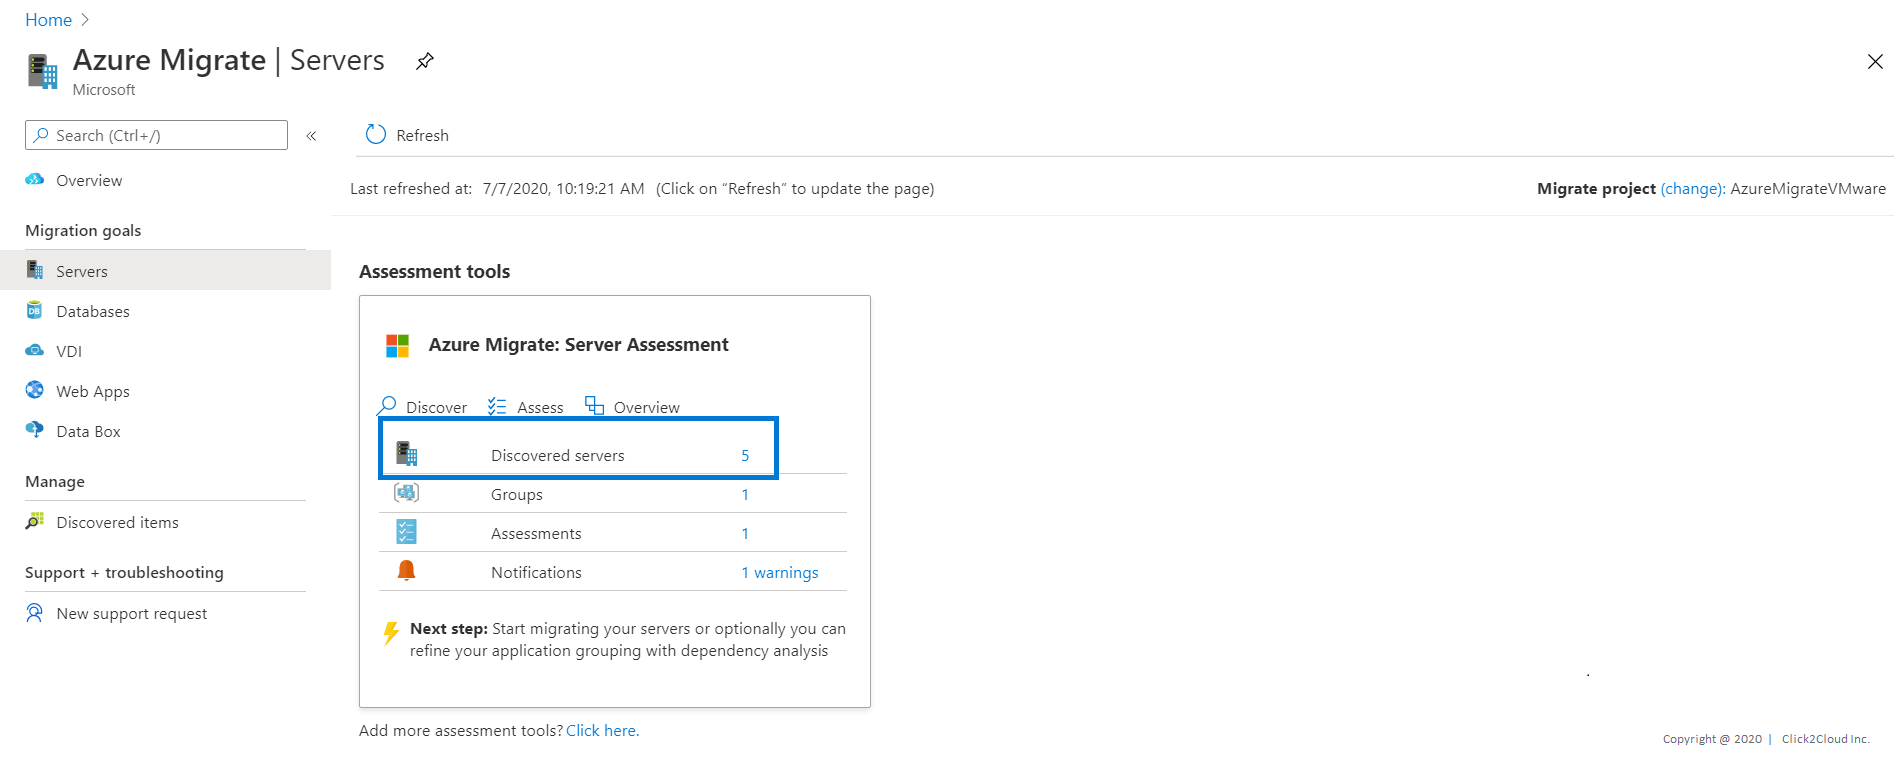 Home
Azure Migrate | Servers
Microsoft
Search (Ctrl+/)
«
Overview
Migration goals
Servers
Databases
VDI
Web Apps
Data Box
Manage
Discovered items
Support + troubleshooting
New support request
Refresh
Last refreshed at: 7/7/2020, 10:19:21 AM (Click on “Refresh” to update the page)
Migrate project (change): AzureMigrateVMware
Assessment tools
Azure Migrate: Server Assessment
Discover Assess Overview
Discovered servers 5
Groups 1
Assessments 1
Notifications 1 warnings
Next step: Start migrating your servers or optionally you can
refine your application grouping with dependency analysis
Add more assessment tools? Click here.
.
Copyright @ 2020 | Click2Cloud Inc.